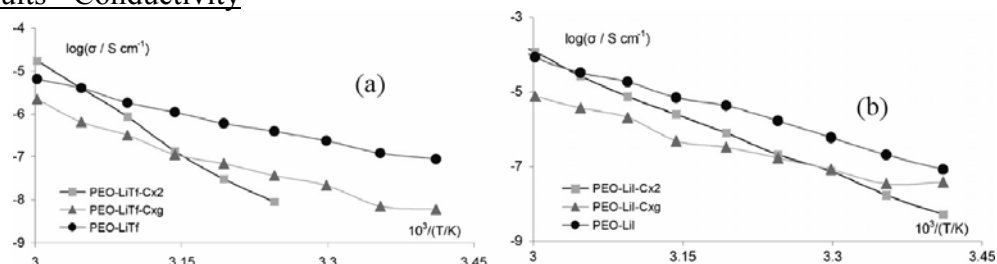 Conductivity
-4
log(σ / S cm⁻¹)
(a)
-5
-6
-7
-8
-9
PEO-LiTf-Cx2
PEO-LiTf-Cxg
PEO-LiTf
10³/(T/K)
3
3.15
3.3
3.45
-3
log(σ / S cm⁻¹)
(b)
-5
-7
-9
PEO-LiI-Cx2
PEO-LiI-Cxg
PEO-LiI
10³/(T/K)
3
3.15
3.3
3.45